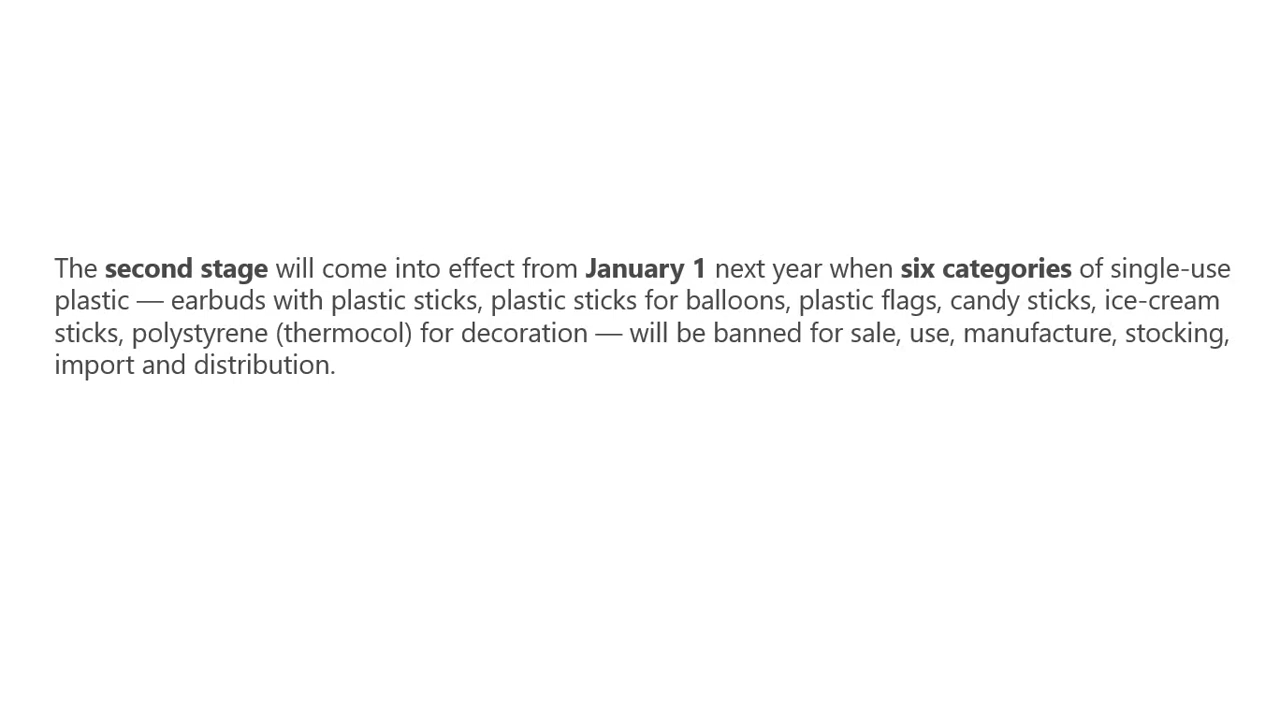 The second stage will come into effect from January 1 next year when six categories of single-use
plastic — earbuds with plastic sticks, plastic sticks for balloons, plastic flags, candy sticks, ice-cream
sticks, polystyrene (thermocol) for decoration — will be banned for sale, use, manufacture, stocking,
import and distribution.